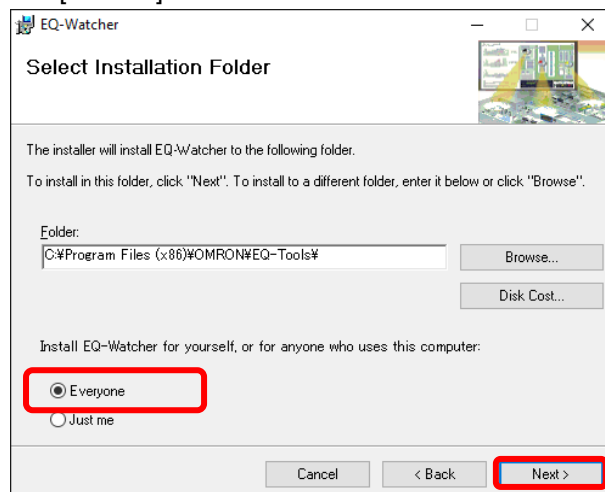 EQ-Watcher
Select Installation Folder
The installer will install EQ-Watcher to the following folder.
To install in this folder, click "Next". To install to a different folder, enter it below or click "Browse".
Folder:
C:¥Program Files (x86)¥OMRON¥EQ-Tools¥
Browse...
Disk Cost...
Install EQ-Watcher for yourself, or for anyone who uses this computer:
Everyone
Just me
Cancel
< Back
Next >